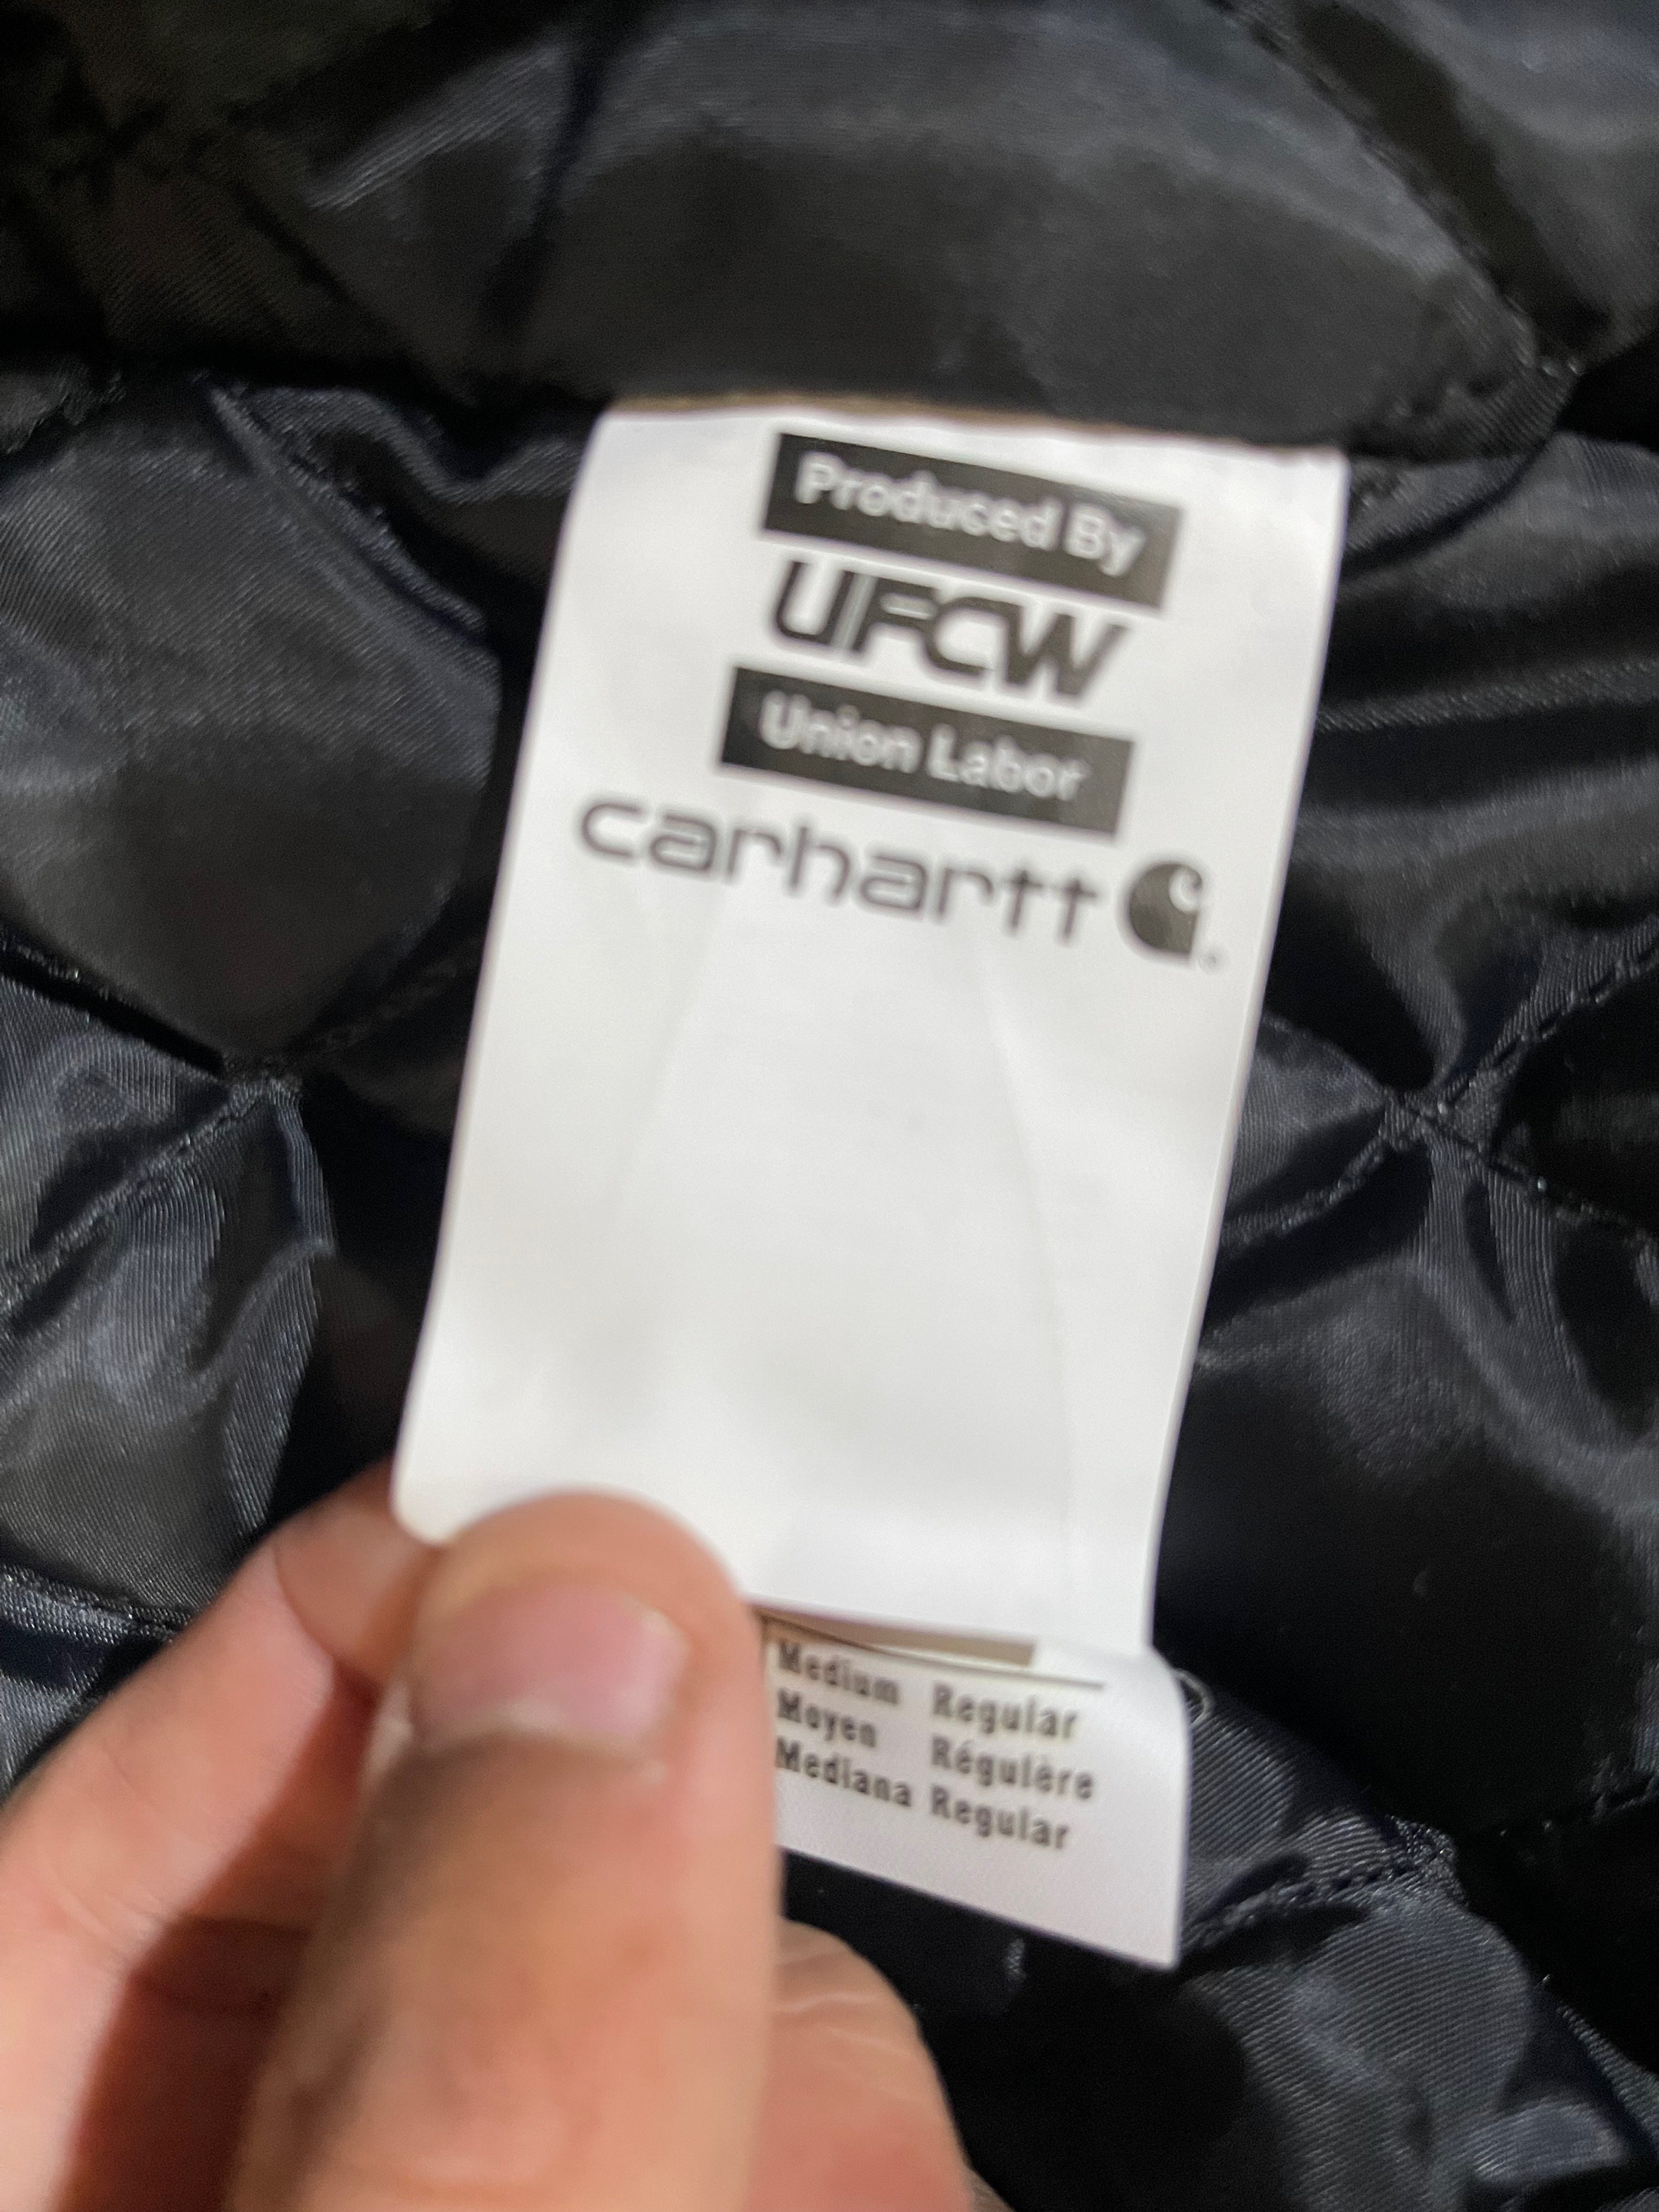 Produced By
UFCW
Union Labor
carhartt
Medium Regular
Moyen Régulère
Mediana Regular